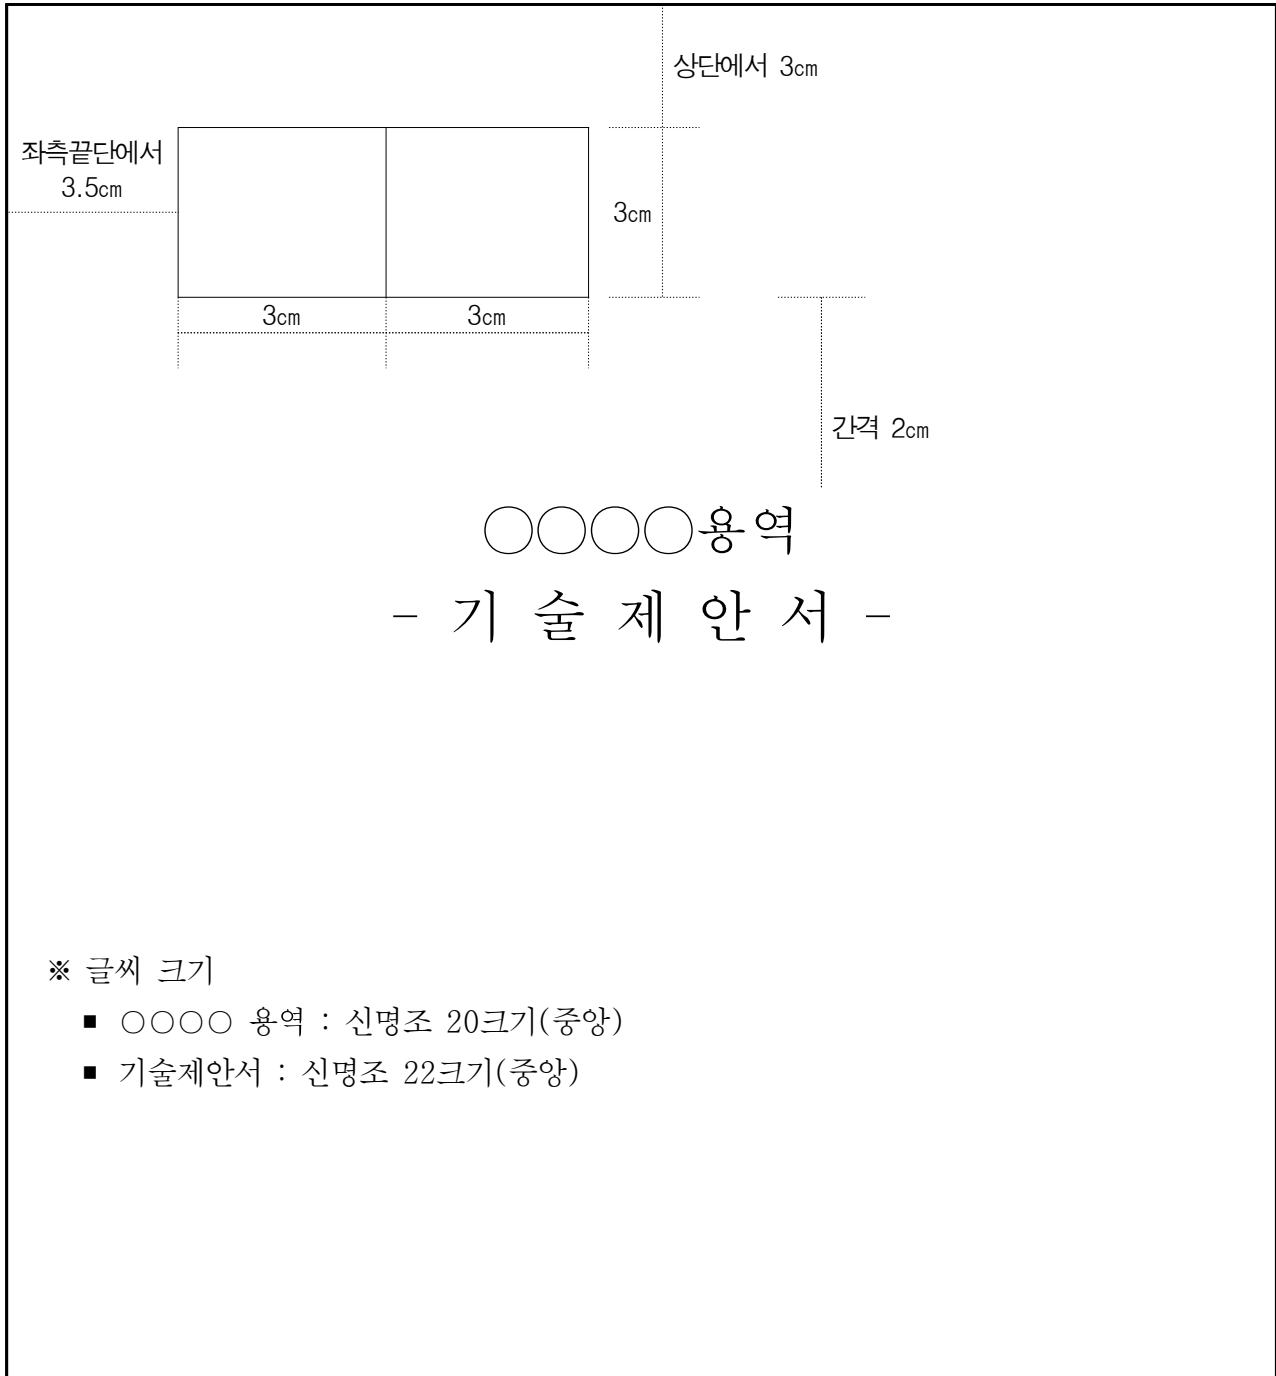 상단에서 3cm
좌측끝단에서
3.5cm
3cm
3cm 3cm
간격 2cm
○○○○용역
- 기 술 제 안 서 -
※ 글씨 크기
■ ○○○○ 용역 : 신명조 20크기(중앙)
■ 기술제안서 : 신명조 22크기(중앙)